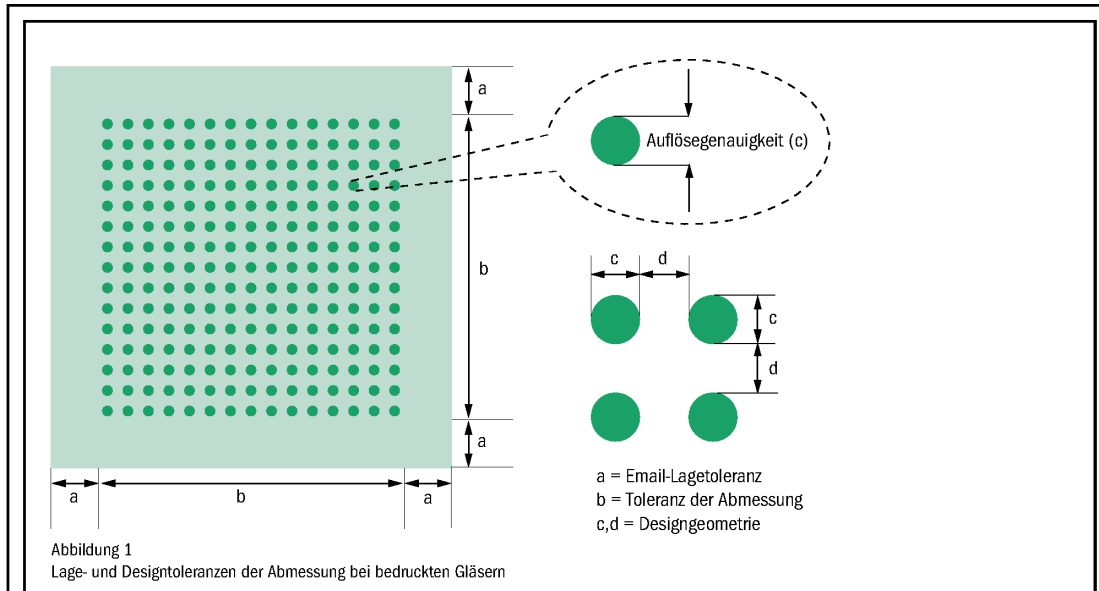 a
Auflösegenauigkeit (c)
b
c
d
c
d
a
a
b
a
a = Email-Lagetoleranz
b = Toleranz der Abmessung
c,d = Designgeometrie
Abbildung 1
Lage- und Designtoleranzen der Abmessung bei bedruckten Gläsern